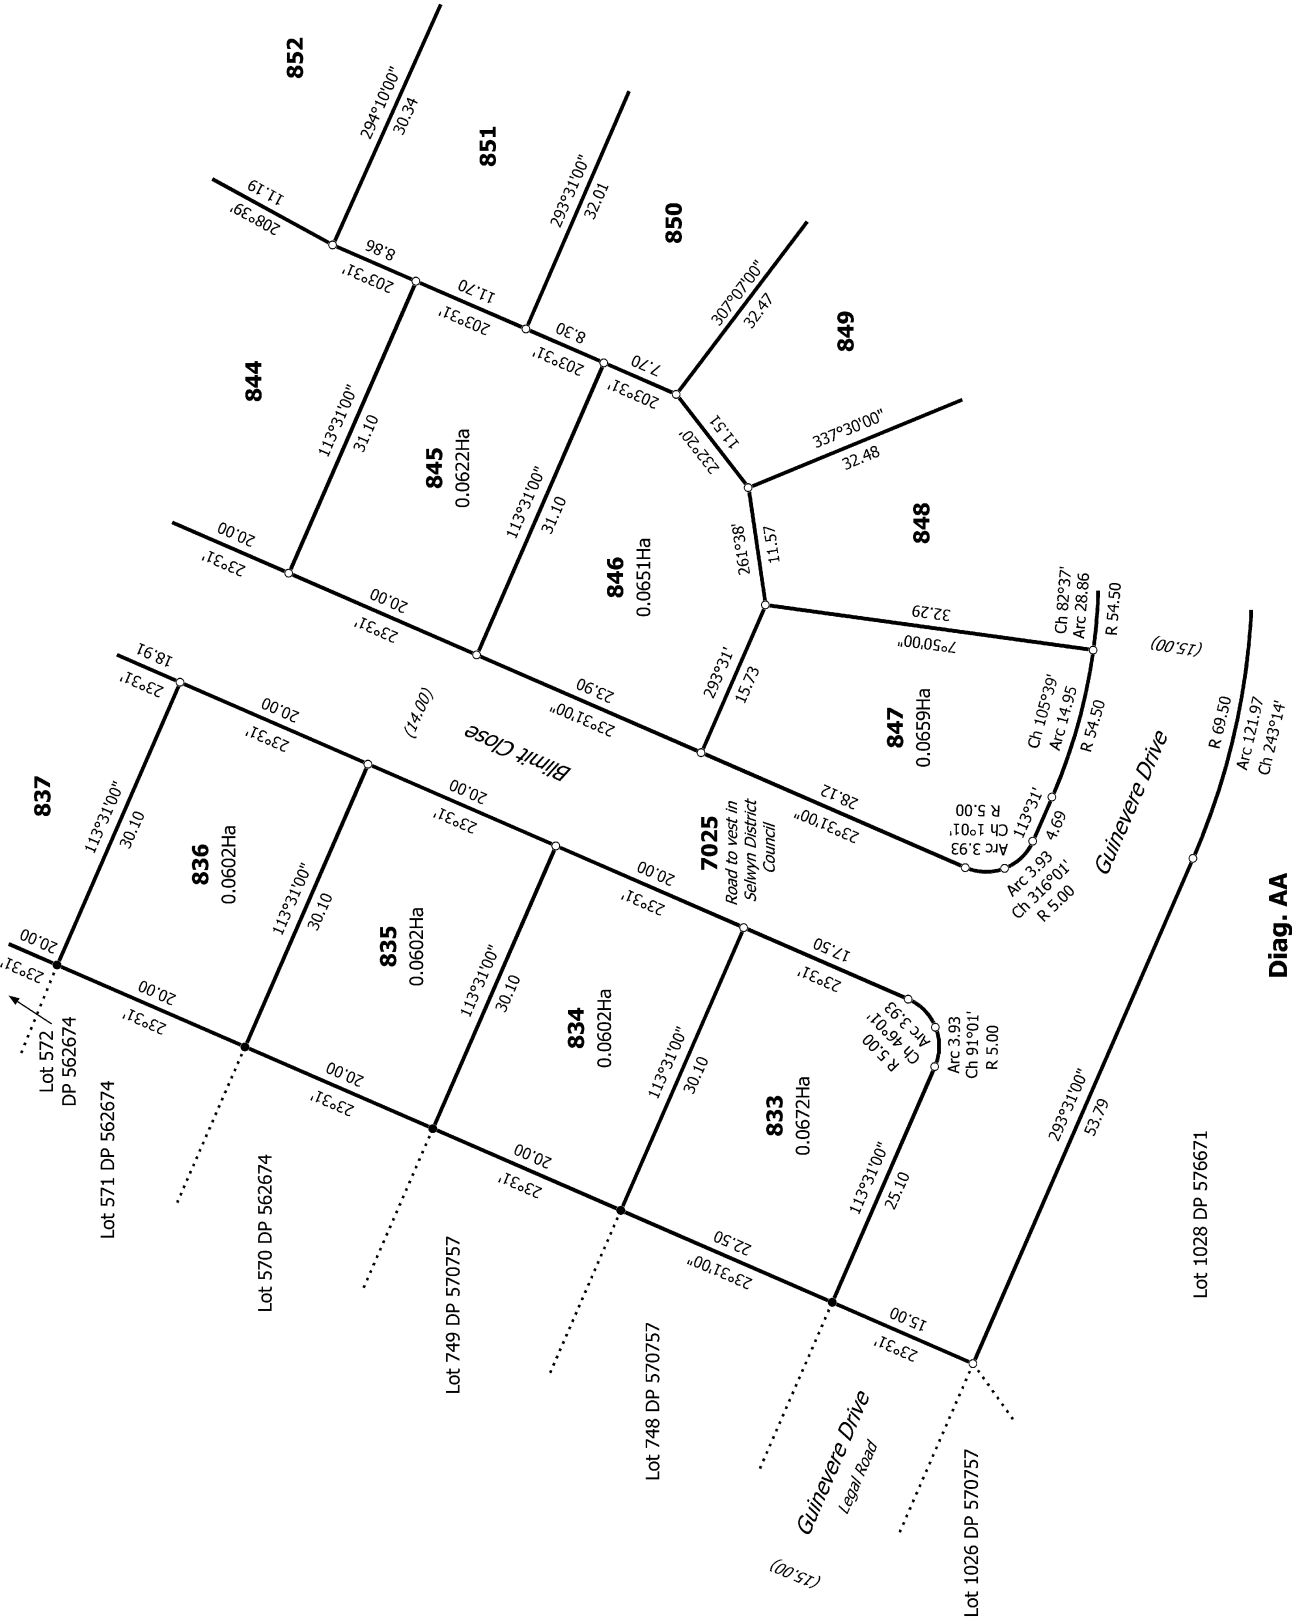 852
294°10'00"
30.34
208°39'
11.19
851
203°31'
8.86
293°31'00"
32.01
844
203°31'
11.70
850
113°31'00"
31.10
203°31'
8.30
307°07'00"
32.47
203°31'
7.70
849
23°31'
20.00
845
0.0622Ha
232°20'
11.51
337°30'00"
32.48
113°31'00"
31.10
23°31'
20.00
846
0.0651Ha
261°38'
11.57
848
23°31'
18.91
293°31'
15.73
7°50'00"
32.29
Ch 82°37'
Arc 28.86
R 54.50
(15.00)
23°31'00"
23.90
(14.00)
Blimit Close
847
0.0659Ha
Ch 105°39'
Arc 14.95
R 54.50
R 69.50
Arc 121.97
Ch 243°14'
837
23°31'
20.00
113°31'00"
30.10
23°31'00"
28.12
R 5.00
Ch 1°01'
Arc 3.93
113°31'
4.69
Guinevere Drive
836
0.0602Ha
23°31'
20.00
7025
Road to vest in
Selwyn District
Council
Arc 3.93
Ch 316°01'
R 5.00
113°31'00"
30.10
23°31'
20.00
835
0.0602Ha
23°31'
20.00
Diag. AA
23°31'
17.50
Lot 572
DP 562674
23°31'
20.00
113°31'00"
30.10
834
0.0602Ha
R 5.00
Ch 46°01'
Arc 3.93
Arc 3.93
Ch 91°01'
R 5.00
Lot 571 DP 562674
23°31'
20.00
113°31'00"
30.10
833
0.0672Ha
293°31'00"
53.79
Lot 570 DP 562674
23°31'
20.00
113°31'00"
25.10
Lot 749 DP 570757
23°31'00"
22.50
Lot 1028 DP 576671
Lot 748 DP 570757
23°31'
15.00
Guinevere Drive
Legal Road
(15.00)
Lot 1026 DP 570757